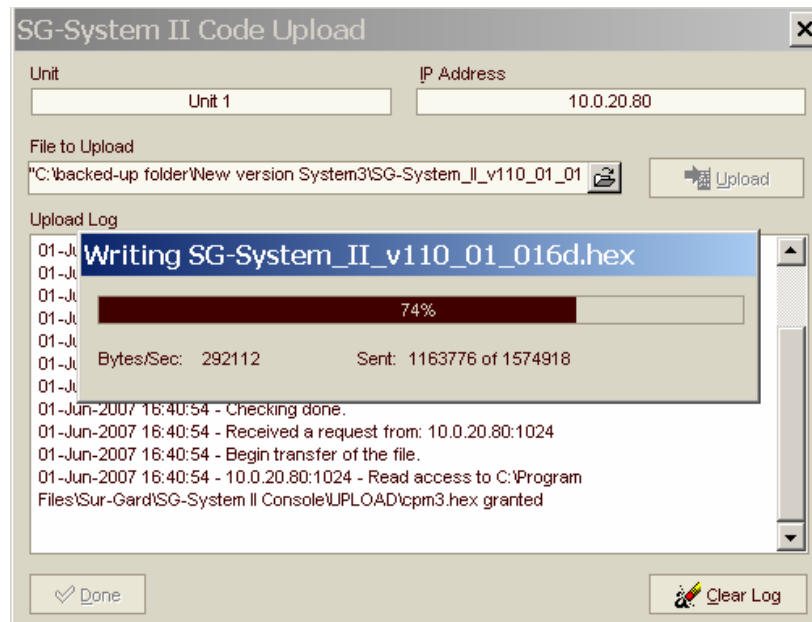 SG-System II Code Upload
Unit
IP Address
Unit 1
10.0.20.80
File to Upload
"C:\backed-up folder\New version System3\SG-System_II_v110_01_01
Upload
Upload Log
Writing SG-System_II_v110_01_016d.hex
74%
Bytes/Sec: 292112 Sent: 1163776 of 1574918
01-Jun-2007 16:40:54 - Checking done.
01-Jun-2007 16:40:54 - Received a request from: 10.0.20.80:1024
01-Jun-2007 16:40:54 - Begin transfer of the file.
01-Jun-2007 16:40:54 - 10.0.20.80:1024 - Read access to C:\Program
Files\Sur-Gard\SG-System II Console\UPLOAD\cpm3.hex granted
Done
Clear Log